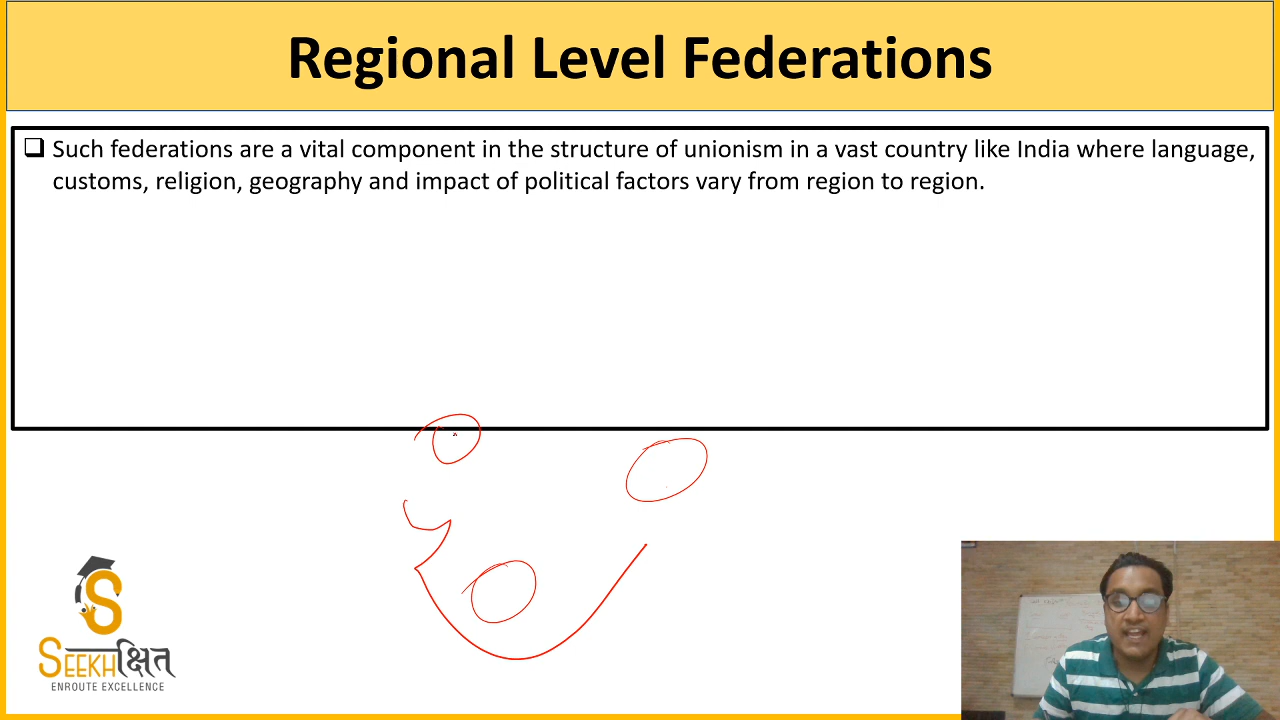 Regional Level Federations
❑ Such federations are a vital component in the structure of unionism in a vast country like India where language,
customs, religion, geography and impact of political factors vary from region to region.
SEEKHक्षित
ENROUTE EXCELLENCE